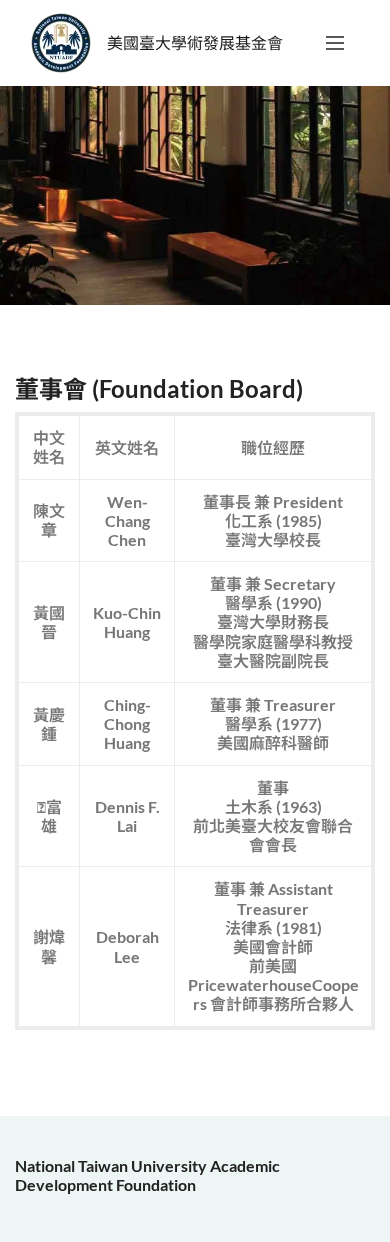 美國臺大學術發展基金會
董事會 (Foundation Board)
中文
姓名
英文姓名
職位經歷
陳文
章
Wen-
Chang
Chen
董事長 兼 President
化工系 (1985)
臺灣大學校長
黃國
晉
Kuo-Chin
Huang
董事 兼 Secretary
醫學系 (1990)
臺灣大學財務長
醫學院家庭醫學科教授
臺大醫院副院長
黃慶
鍾
Ching-
Chong
Huang
董事 兼 Treasurer
醫學系 (1977)
美國麻醉科醫師
富
雄
Dennis F.
Lai
董事
土木系 (1963)
前北美臺大校友會聯合
會會長
謝煒
馨
Deborah
Lee
董事 兼 Assistant
Treasurer
法律系 (1981)
美國會計師
前美國
PricewaterhouseCoope
rs 會計師事務所合夥人
National Taiwan University Academic
Development Foundation